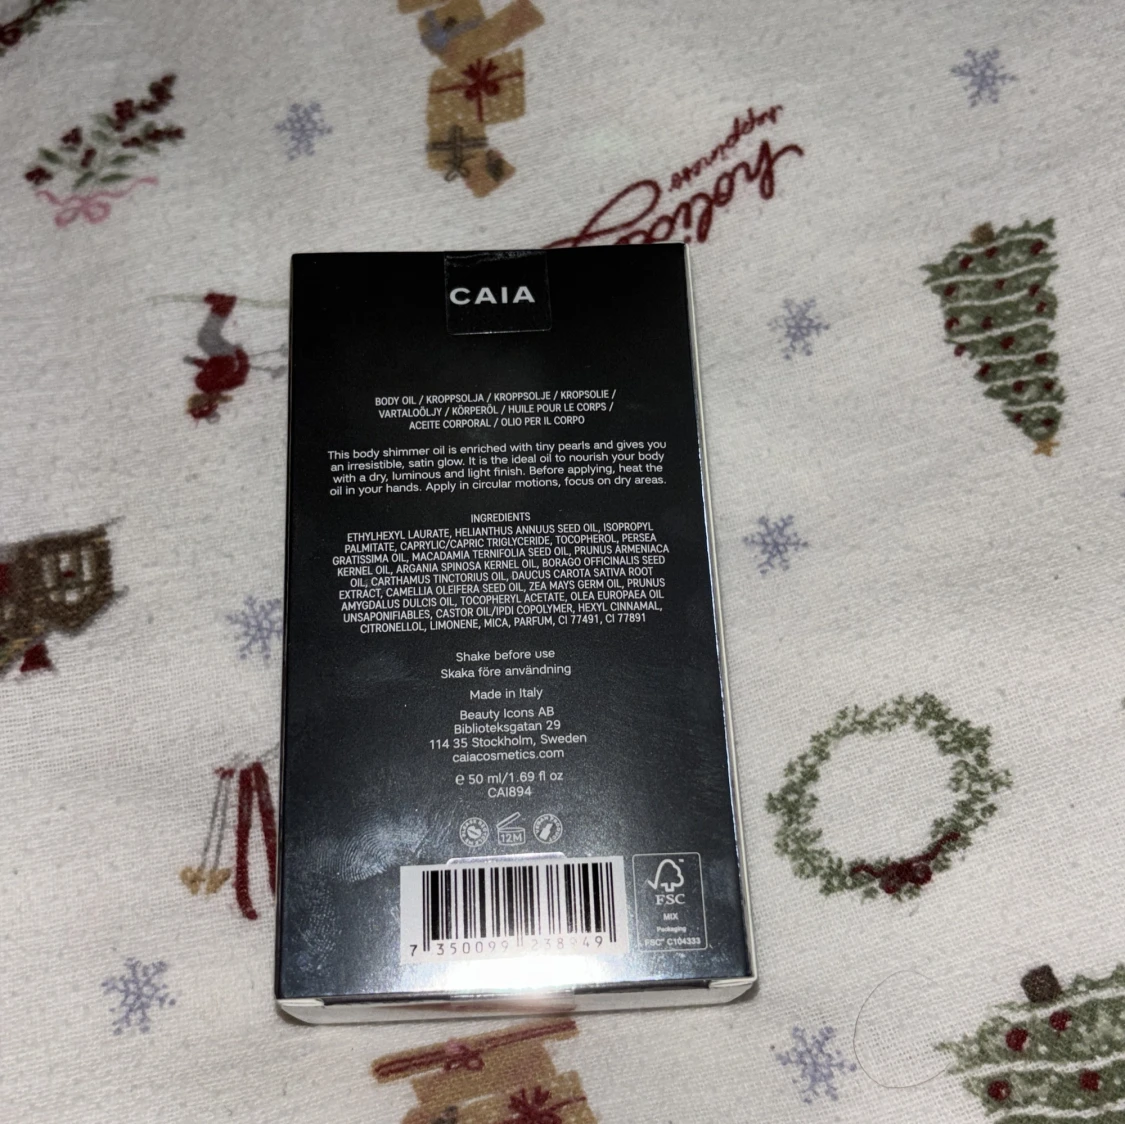 happiness
holiday
CAIA
BODY OIL / KROPPSOLJA / KROPPSOLJE / KROPSOLIE /
VARTALOÖLJY / KÖRPERÖL / HUILE POUR LE CORPS /
ACEITE CORPORAL / OLIO PER IL CORPO
This body shimmer oil is enriched with tiny pearls and gives you
an irresistible, satin glow. It is the ideal oil to nourish your body
with a dry, luminous and light finish. Before applying, heat the
oil in your hands. Apply in circular motions, focus on dry areas.
INGREDIENTS
ETHYLHEXYL LAURATE, HELIANTHUS ANNUUS SEED OIL, ISOPROPYL
PALMITATE, CAPRYLIC/CAPRIC TRIGLYCERIDE, TOCOPHEROL, PERSEA
GRATISSIMA OIL, MACADAMIA TERNIFOLIA SEED OIL, PRUNUS ARMENIACA
KERNEL OIL, ARGANIA SPINOSA KERNEL OIL, BORAGO OFFICINALIS SEED
OIL, CARTHAMUS TINCTORIUS OIL, DAUCUS CAROTA SATIVA ROOT
EXTRACT, CAMELLIA OLEIFERA SEED OIL, ZEA MAYS GERM OIL, PRUNUS
AMYGDALUS DULCIS OIL, TOCOPHERYL ACETATE, OLEA EUROPAEA OIL
UNSAPONIFIABLES, CASTOR OIL/IPDI COPOLYMER, HEXYL CINNAMAL,
CITRONELLOL, LIMONENE, MICA, PARFUM, CI 77491, CI 77891
Shake before use
Skaka före användning
Made in Italy
Beauty Icons AB
Biblioteksgatan 29
114 35 Stockholm, Sweden
caiacosmetics.com
e 50 ml/1.69 fl oz
CAI894
12M
FSC™
MIX
Packaging
FSC™ C104333
7 350099 238949